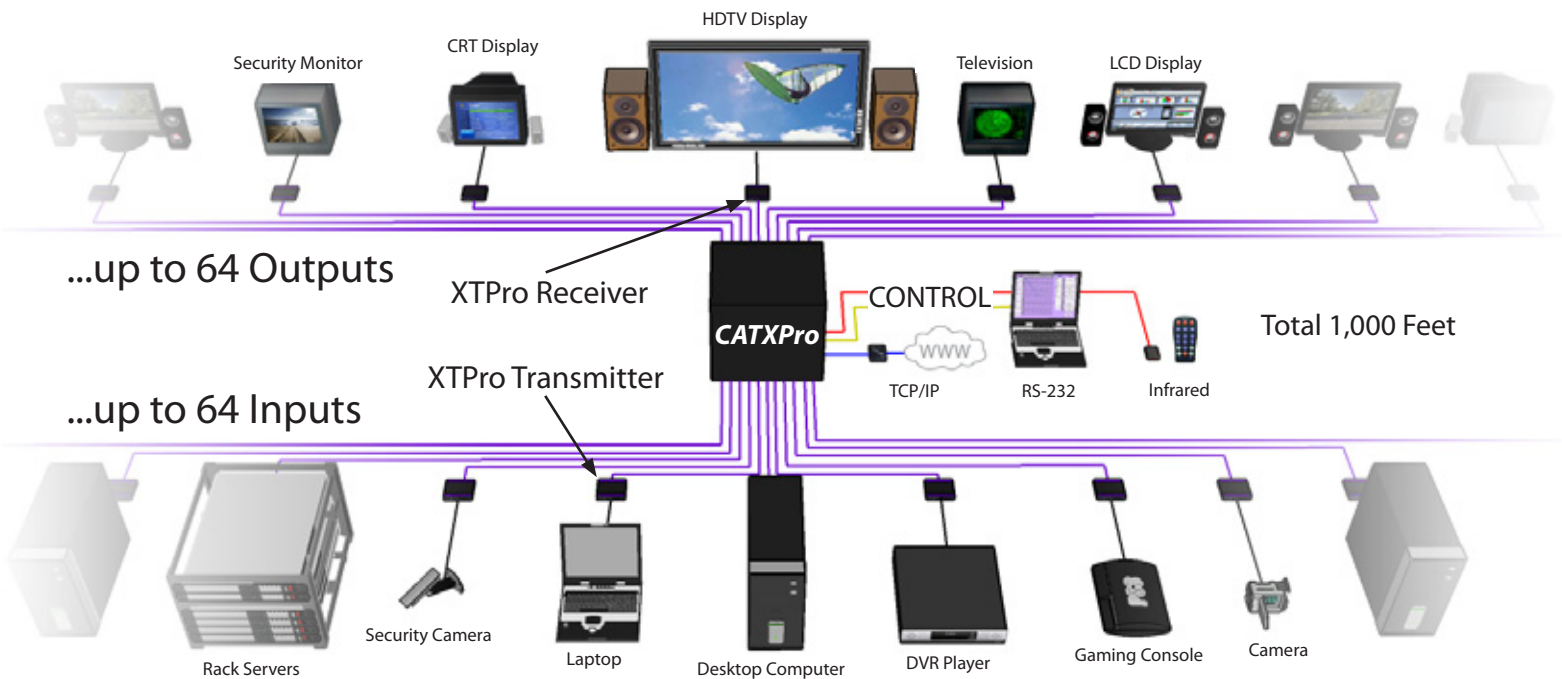 HDTV Display
CRT Display
Security Monitor
Television
LCD Display
...up to 64 Outputs
XTPro Receiver
CONTROL
CATXPro
WWW
Total 1,000 Feet
XTPro Transmitter
TCP/IP
RS-232
Infrared
...up to 64 Inputs
Security Camera
Laptop
Rack Servers
Desktop Computer
DVR Player
Gaming Console
Camera